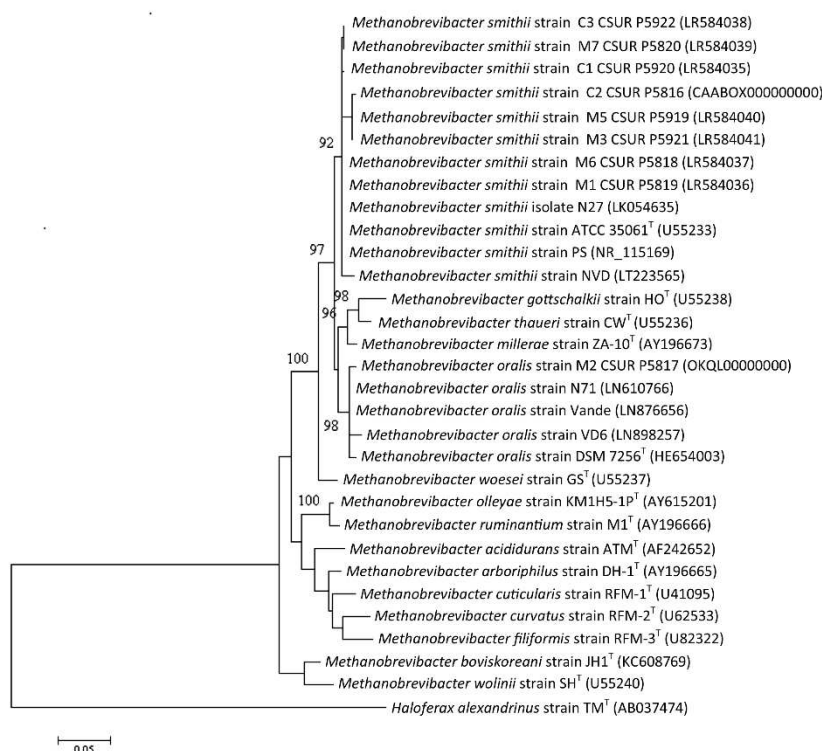 Methanobrevibacter smithii strain C3 CSUR P5922 (LR584038)
Methanobrevibacter smithii strain M7 CSUR P5820 (LR584039)
Methanobrevibacter smithii strain C1 CSUR P5920 (LR584035)
Methanobrevibacter smithii strain C2 CSUR P5816 (CAABOX000000000)
Methanobrevibacter smithii strain M5 CSUR P5919 (LR584040)
Methanobrevibacter smithii strain M3 CSUR P5921 (LR584041)
92
Methanobrevibacter smithii strain M6 CSUR P5818 (LR584037)
Methanobrevibacter smithii strain M1 CSUR P5819 (LR584036)
Methanobrevibacter smithii isolate N27 (LK054635)
Methanobrevibacter smithii strain ATCC 35061T (U55233)
97
Methanobrevibacter smithii strain PS (NR_115169)
Methanobrevibacter smithii strain NVD (LT223565)
98
Methanobrevibacter gottschalkii strain HOT (U55238)
96
Methanobrevibacter thaueri strain CWT (U55236)
Methanobrevibacter millerae strain ZA-10T (AY196673)
100
Methanobrevibacter oralis strain M2 CSUR P5817 (OKQL00000000)
Methanobrevibacter oralis strain N71 (LN610766)
Methanobrevibacter oralis strain Vande (LN876656)
98
Methanobrevibacter oralis strain VD6 (LN898257)
Methanobrevibacter oralis strain DSM 7256T (HE654003)
Methanobrevibacter woesei strain GST (U55237)
100
Methanobrevibacter olleyae strain KM1H5-1PT (AY615201)
Methanobrevibacter ruminantium strain M1T (AY196666)
Methanobrevibacter acididurans strain ATMT (AF242652)
Methanobrevibacter arboriphilus strain DH-1T (AY196665)
Methanobrevibacter cuticularis strain RFM-1T (U41095)
Methanobrevibacter curvatus strain RFM-2T (U62533)
Methanobrevibacter filiformis strain RFM-3T (U82322)
Methanobrevibacter boviskoreani strain JH1T (KC608769)
Methanobrevibacter wolinii strain SHT (U55240)
Haloferax alexandrinus strain TMT (AB037474)
0.05